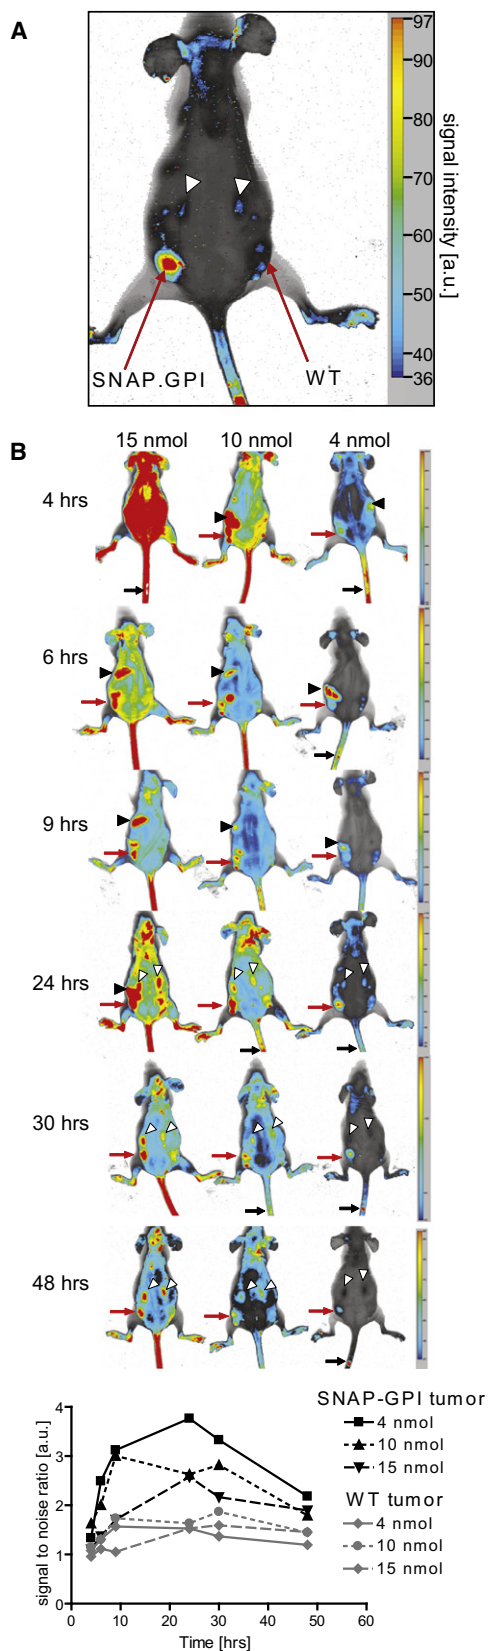 A
97
90
80
70
60
50
40
36
signal intensity [a.u.]
SNAP.GPI
WT
B
15 nmol 10 nmol 4 nmol
4 hrs
6 hrs
9 hrs
24 hrs
30 hrs
48 hrs
signal to noise ratio [a.u.]
4
3
2
1
0
0 10 20 30 40 50 60
Time [hrs]
SNAP-GPI tumor
4 nmol
10 nmol
15 nmol
WT tumor
4 nmol
10 nmol
15 nmol